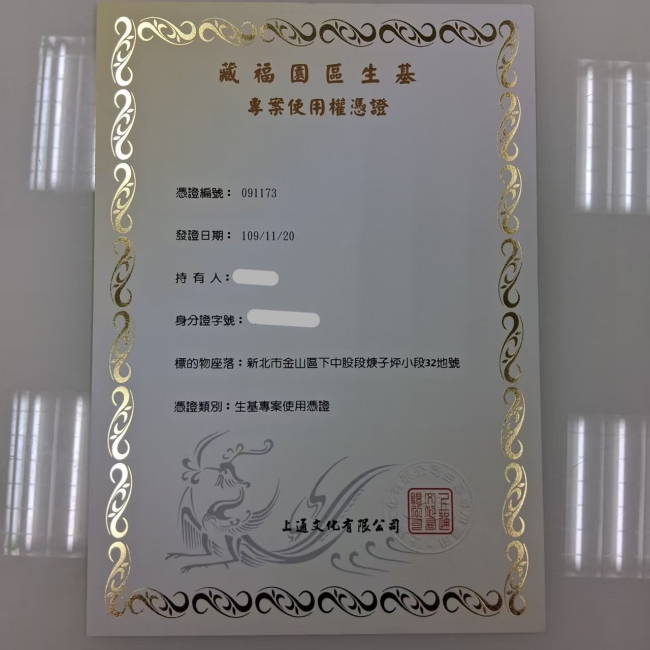 藏福園區生基
專案使用權憑證
憑證編號： 091173
發證日期： 109/11/20
持 有 人：
身分證字號：
標的物座落：新北市金山區下中股段焿子坪小段32地號
憑證類別：生基專案使用憑證
上通文化有限公司